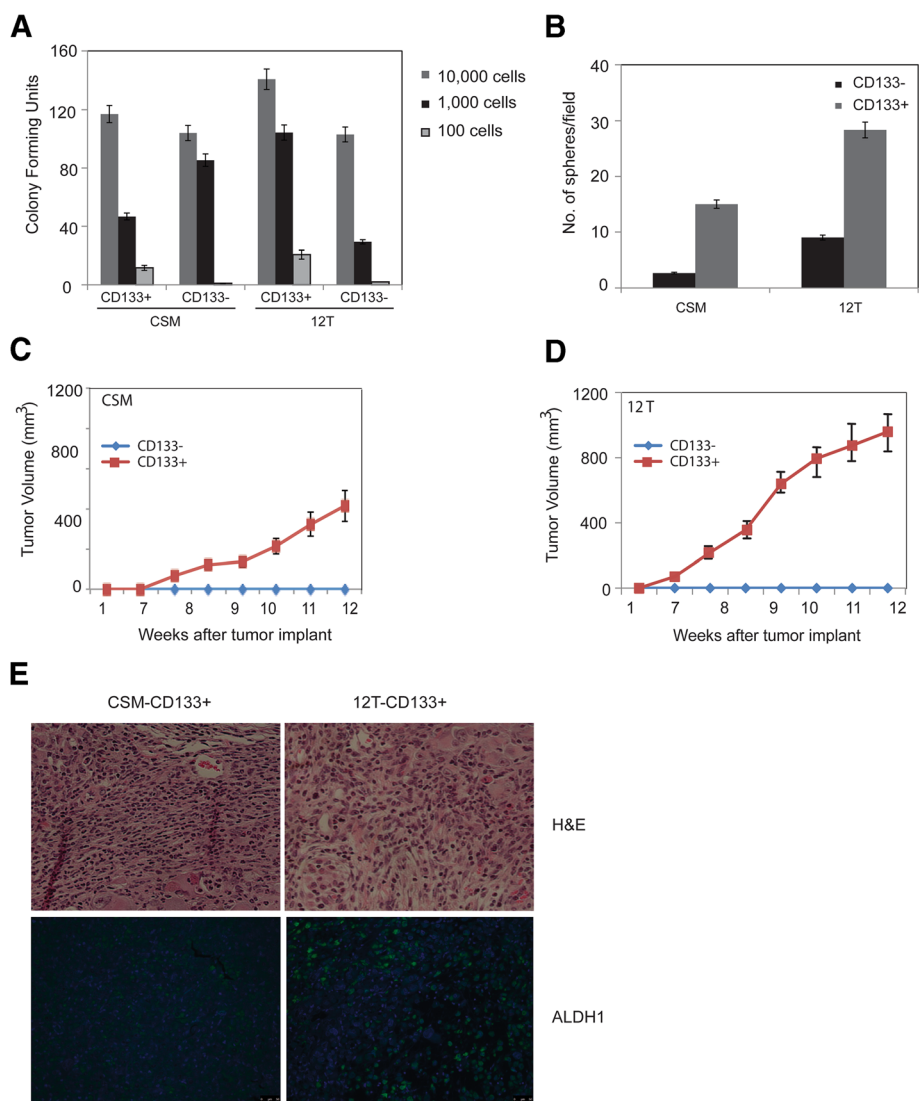 A
Colony Forming Units
160
120
80
40
0
CD133+ CD133- CD133+ CD133-
CSM 12T
10,000 cells
1,000 cells
100 cells
B
No. of spheres/field
40
30
20
10
0
CD133-
CD133+
CSM 12T
C
Tumor Volume (mm3)
1200
800
400
0
CSM
CD133-
CD133+
1 7 8 9 10 11 12
Weeks after tumor implant
D
Tumor Volume (mm3)
1200
800
400
0
12T
CD133-
CD133+
1 7 8 9 10 11 12
Weeks after tumor implant
E
CSM-CD133+ 12T-CD133+
H&E
ALDH1